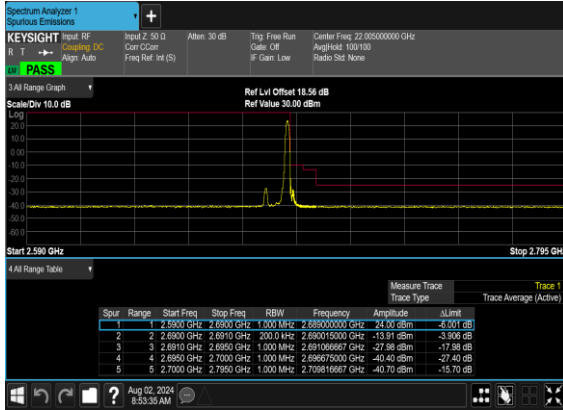 Spectrum Analyzer 1
Spurious Emissions
+
KEYSIGHT Input: RF Input Z: 50 Ω Atten: 30 dB Trig: Free Run Center Freq: 22.005000000 GHz
R T Coupling: DC Corr CCorr Gate: Off Avg|Hold: 100/100
Align: Auto Freq Ref: Int (S) IF Gain: Low Radio Std: None
PASS
3 All Range Graph
Ref Lvl Offset 18.56 dB
Scale/Div 10.0 dB Ref Value 30.00 dBm
Log
20.0
10.0
0.00
-10.0
-20.0
-30.0
-40.0
-50.0
-60.0
Start 2.590 GHz Stop 2.795 GH
4 All Range Table
Measure Trace Trace 1
Trace Type Trace Average (Active)
Spur Range Start Freq Stop Freq RBW Frequency Amplitude ΔLimit
1 1 2.5900 GHz 2.6900 GHz 1.000 MHz 2.689000000 GHz 24.00 dBm -6.001 dB
2 2 2.6900 GHz 2.6910 GHz 200.0 kHz 2.690015000 GHz -13.91 dBm -3.906 dB
3 3 2.6910 GHz 2.6950 GHz 1.000 MHz 2.691066667 GHz -27.98 dBm -17.98 dB
4 4 2.6950 GHz 2.7000 GHz 1.000 MHz 2.696675000 GHz -40.40 dBm -27.40 dB
5 5 2.7000 GHz 2.7950 GHz 1.000 MHz 2.709816667 GHz -40.70 dBm -15.70 dB
? Aug 02, 2024
8:53:35 AM